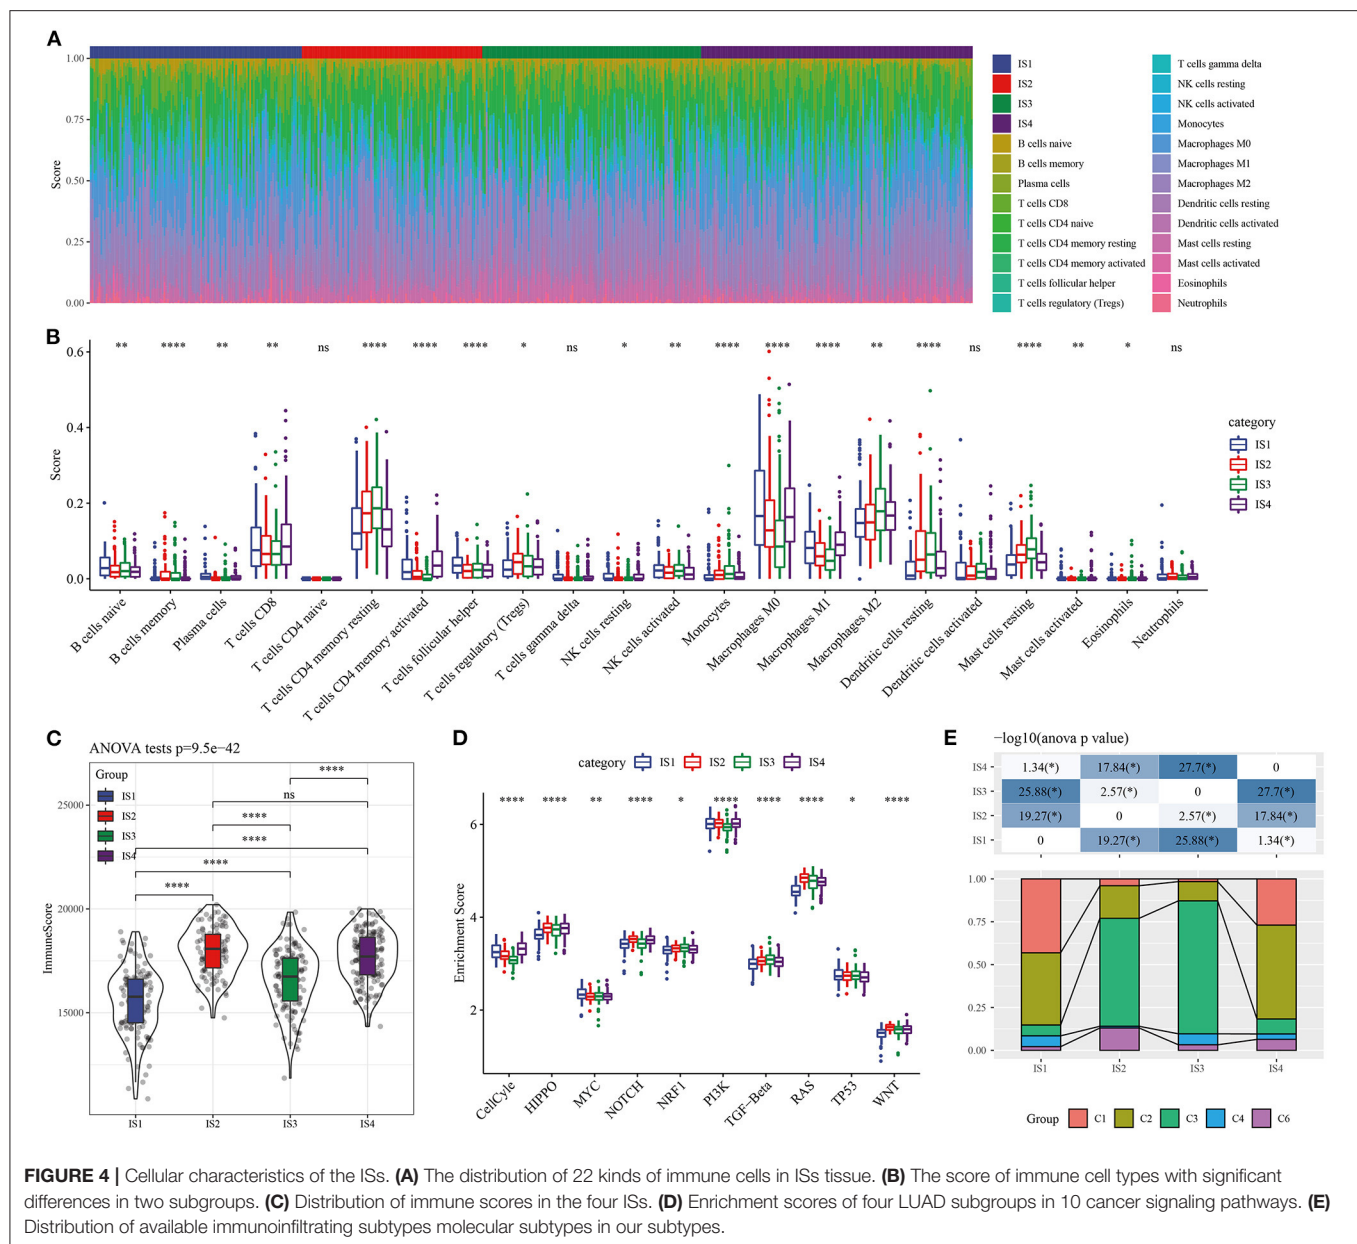 A
1.00
0.75
0.50
0.25
0.00
Score
IS1
IS2
IS3
IS4
B cells naive
B cells memory
Plasma cells
T cells CD8
T cells CD4 naive
T cells CD4 memory resting
T cells CD4 memory activated
T cells follicular helper
T cells regulatory (Tregs)
T cells gamma delta
NK cells resting
NK cells activated
Monocytes
Macrophages M0
Macrophages M1
Macrophages M2
Dendritic cells resting
Dendritic cells activated
Mast cells resting
Mast cells activated
Eosinophils
Neutrophils
B
** **** ** ** ns **** **** **** * ns * ** **** **** **** ** **** ns **** ** * ns
0.6
0.4
0.2
0.0
Score
category
IS1
IS2
IS3
IS4
B cells naive
B cells memory
Plasma cells
T cells CD8
T cells CD4 naive
T cells CD4 memory resting
T cells CD4 memory activated
T cells follicular helper
T cells regulatory (Tregs)
T cells gamma delta
NK cells resting
NK cells activated
Monocytes
Macrophages M0
Macrophages M1
Macrophages M2
Dendritic cells resting
Dendritic cells activated
Mast cells resting
Mast cells activated
Eosinophils
Neutrophils
C
ANOVA tests p=9.5e−42
Group
IS1
IS2
IS3
IS4
****
ns
****
****
****
****
25000
20000
15000
ImmuneScore
IS1 IS2 IS3 IS4
D
category IS1 IS2 IS3 IS4
**** **** ** **** * **** **** **** * ****
6
4
2
Enrichment Score
CellCyle
HIPPO
MYC
NOTCH
NRF1
PI3K
TGF−Beta
RAS
TP53
WNT
E
−log10(anova p value)
IS4 1.34(*) 17.84(*) 27.7(*) 0
IS3 25.88(*) 2.57(*) 0 27.7(*)
IS2 19.27(*) 0 2.57(*) 17.84(*)
IS1 0 19.27(*) 25.88(*) 1.34(*)
1.00
0.75
0.50
0.25
0.00
IS1 IS2 IS3 IS4
Group C1 C2 C3 C4 C6
FIGURE 4 | Cellular characteristics of the ISs. (A) The distribution of 22 kinds of immune cells in ISs tissue. (B) The score of immune cell types with significant
differences in two subgroups. (C) Distribution of immune scores in the four ISs. (D) Enrichment scores of four LUAD subgroups in 10 cancer signaling pathways. (E)
Distribution of available immunoinfiltrating subtypes molecular subtypes in our subtypes.